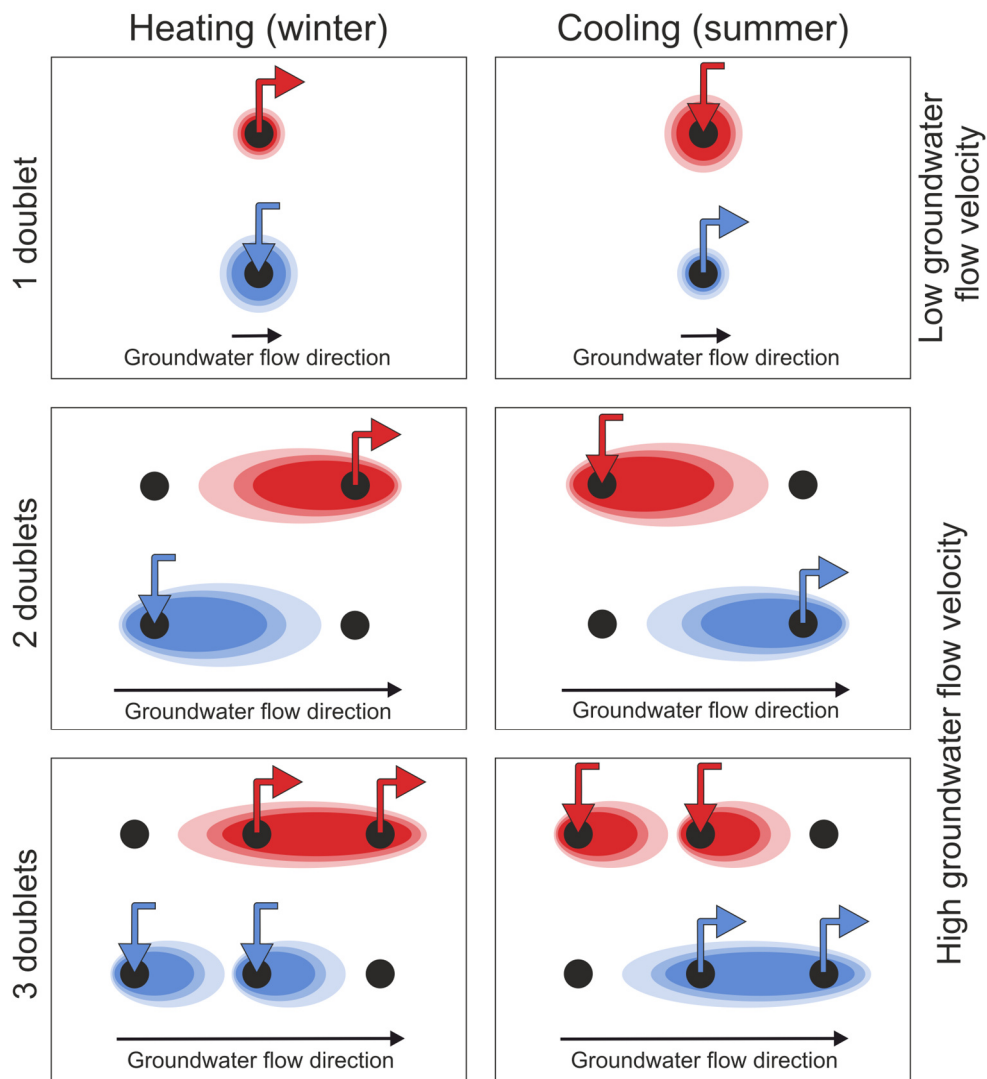 Heating (winter)
Cooling (summer)
1 doublet
Groundwater flow direction
Groundwater flow direction
Low groundwater
flow velocity
2 doublets
Groundwater flow direction
Groundwater flow direction
High groundwater flow velocity
3 doublets
Groundwater flow direction
Groundwater flow direction